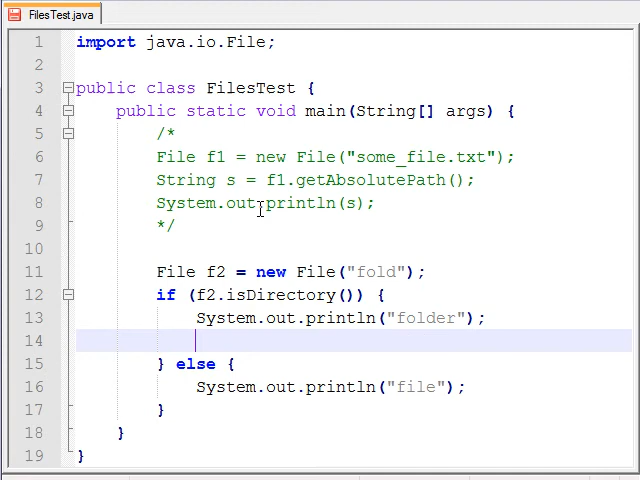 FilesTest.java
1 import java.io.File;
2
3 public class FilesTest {
4 public static void main(String[] args) {
5 /*
6 File f1 = new File("some_file.txt");
7 String s = f1.getAbsolutePath();
8 System.out.println(s);
9 */
10
11 File f2 = new File("fold");
12 if (f2.isDirectory()) {
13 System.out.println("folder");
14
15 } else {
16 System.out.println("file");
17 }
18 }
19 }